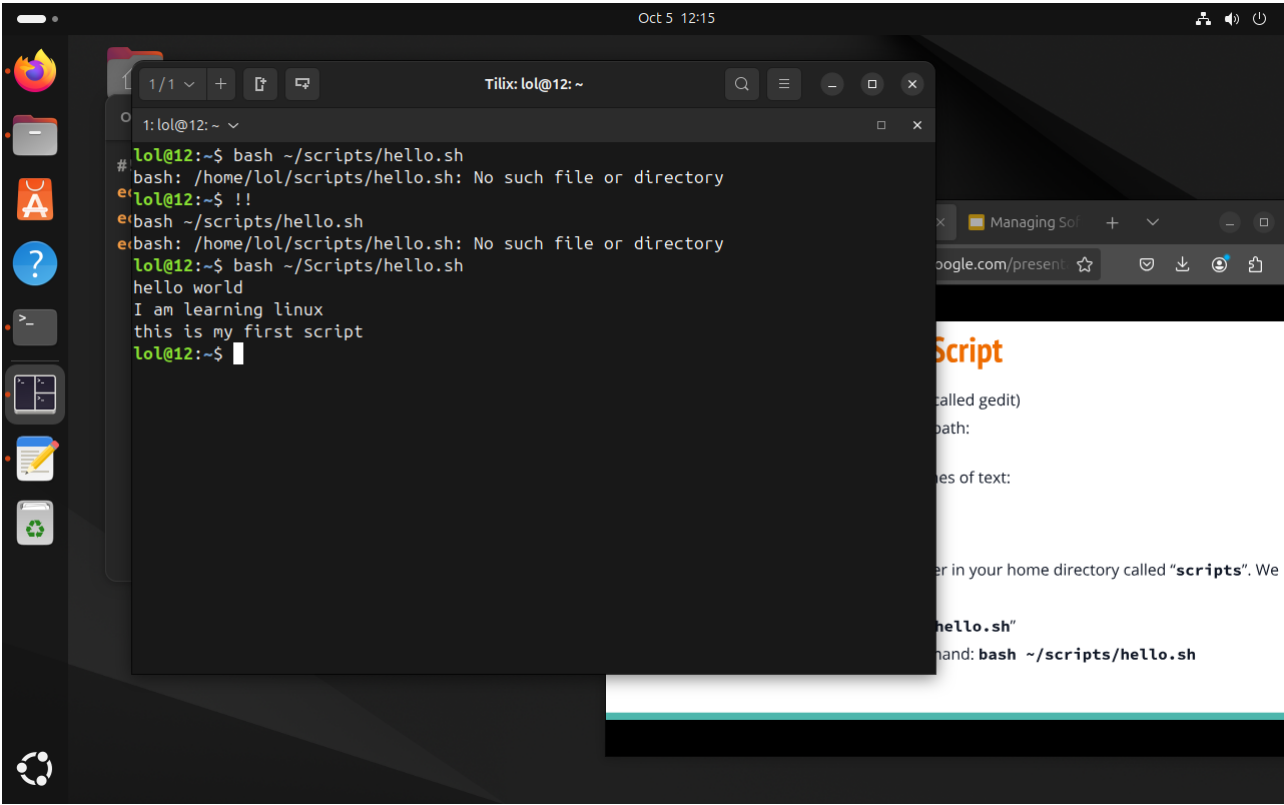 Oct 5 12:15
1 / 1
Tilix: lol@12: ~
1: lol@12: ~
lol@12:~$ bash ~/scripts/hello.sh
bash: /home/lol/scripts/hello.sh: No such file or directory
lol@12:~$ !!
bash ~/scripts/hello.sh
bash: /home/lol/scripts/hello.sh: No such file or directory
lol@12:~$ bash ~/Scripts/hello.sh
hello world
I am learning linux
this is my first script
lol@12:~$
#
Managing Sof
oogle.com/present
Script
called gedit)
path:
nes of text:
er in your home directory called “scripts”. We
hello.sh”
mand: bash ~/scripts/hello.sh